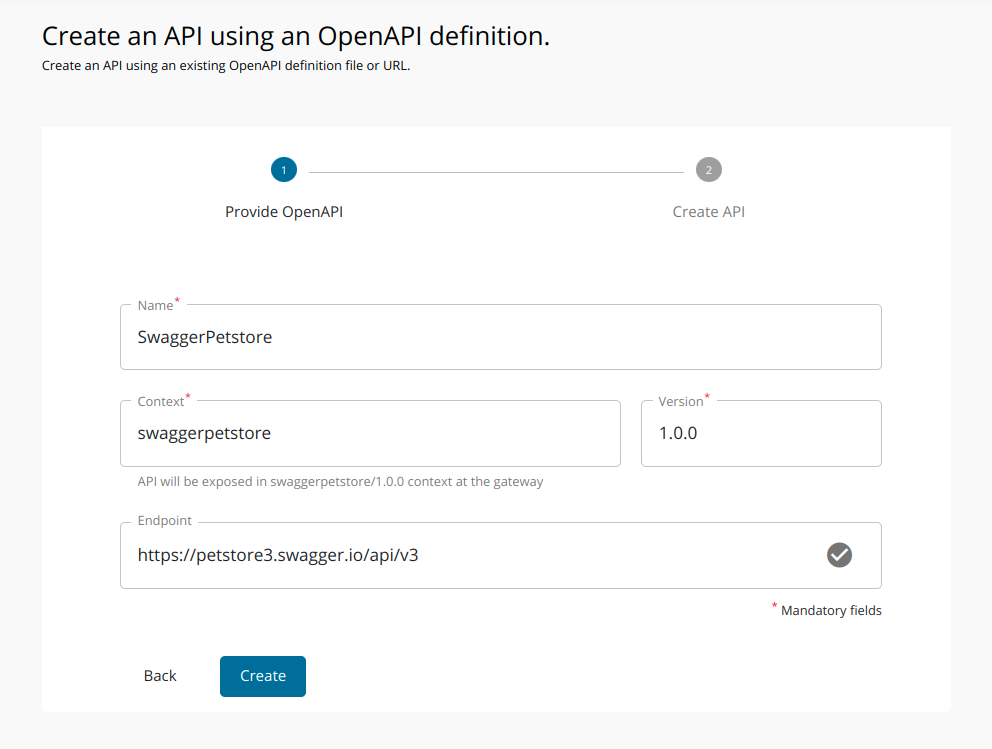 Create an API using an OpenAPI definition.
Create an API using an existing OpenAPI definition file or URL.
1
2
Provide OpenAPI
Create API
Name*
SwaggerPetstore
Context*
Version*
swaggerpetstore
1.0.0
API will be exposed in swaggerpetstore/1.0.0 context at the gateway
Endpoint
https://petstore3.swagger.io/api/v3
* Mandatory fields
Back
Create